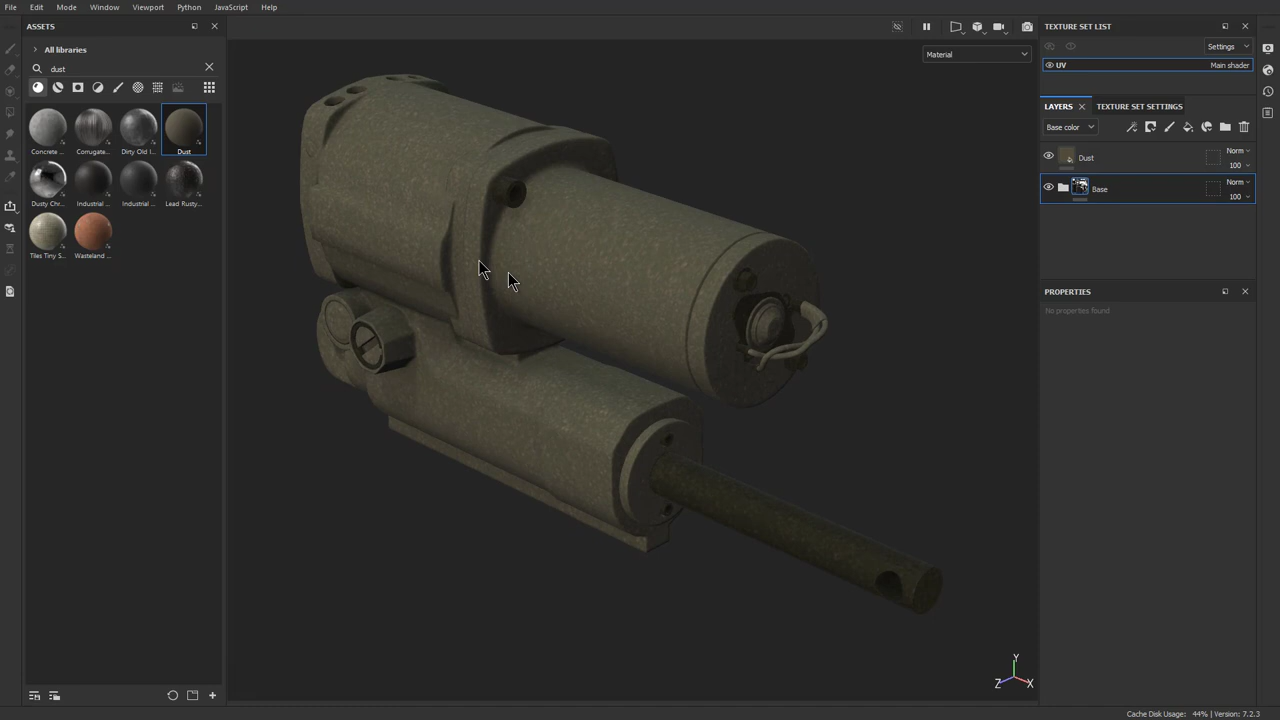 File Edit Mode Window Viewport Python JavaScript Help
ASSETS
All libraries
dust
Concrete ...
Corrugate...
Dirty Old I...
Dust
Dusty Chr...
Industrial ...
Industrial ...
Lead Rusty...
Tiles Tiny S...
Wasteland ...
Material
Y
Z
X
TEXTURE SET LIST
Settings
UV
Main shader
LAYERS
TEXTURE SET SETTINGS
Base color
Dust
Norm
100
Base
Norm
100
PROPERTIES
No properties found
Cache Disk Usage: 44% | Version: 7.2.3